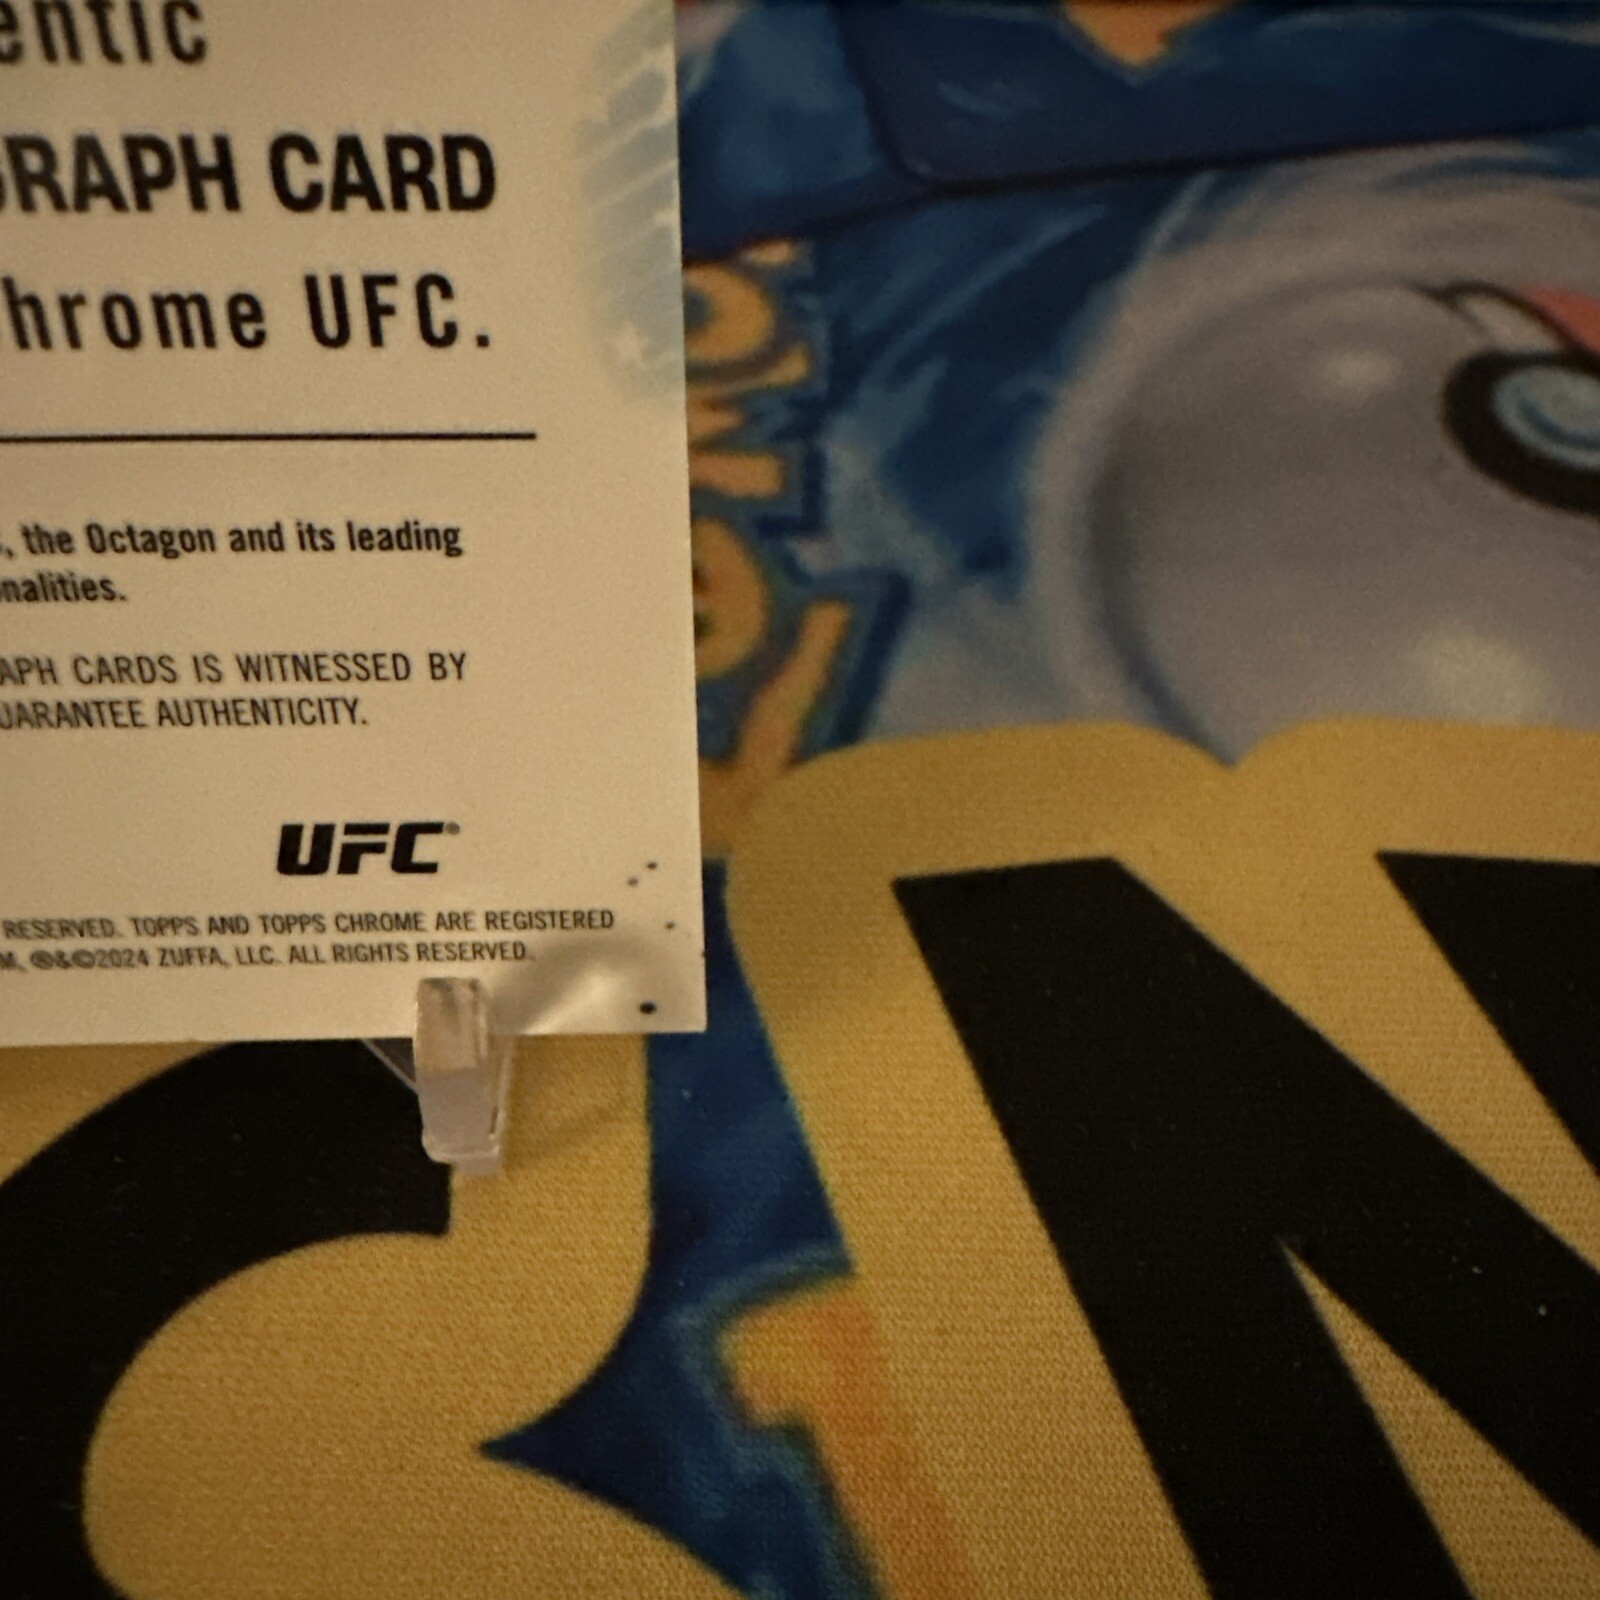 entic
GRAPH CARD
hrome UFC.
, the Octagon and its leading
nalities.
APH CARDS IS WITNESSED BY
UARANTEE AUTHENTICITY.
UFC®
RESERVED. TOPPS AND TOPPS CHROME ARE REGISTERED
M, ®&©2024 ZUFFA, LLC. ALL RIGHTS RESERVED.